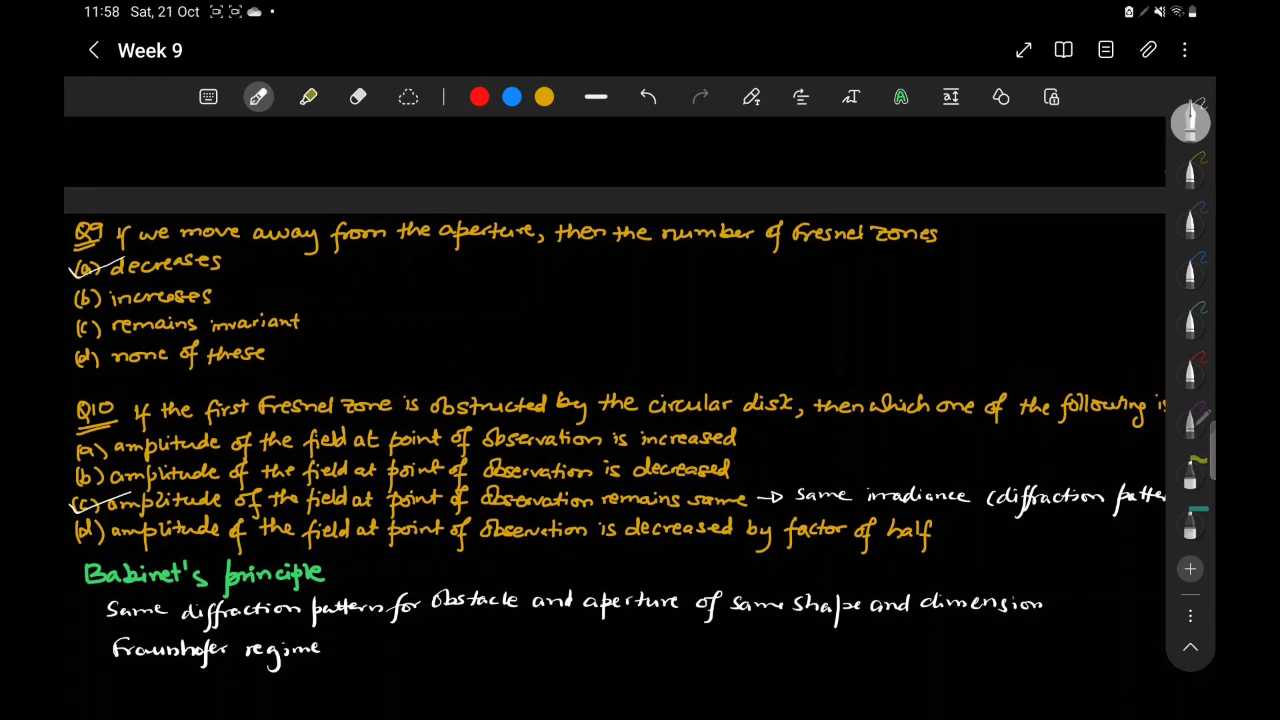 11:58 Sat, 21 Oct
Week 9
Q9 If we move away from the aperture, then the number of Fresnel zones
(a) decreases
(b) increases
(c) remains invariant
(d) none of these
Q10 If the first Fresnel zone is obstructed by the circular disk, then which one of the following is
(a) amplitude of the field at point of observation is increased
(b) amplitude of the field at point of observation is decreased
(c) amplitude of the field at point of observation remains same → same irradiance (diffraction patter
(d) amplitude of the field at point of observation is decreased by factor of half
Babinet's principle
Same diffraction pattern for obstacle and aperture of same shape and dimension
Fraunhofer regime